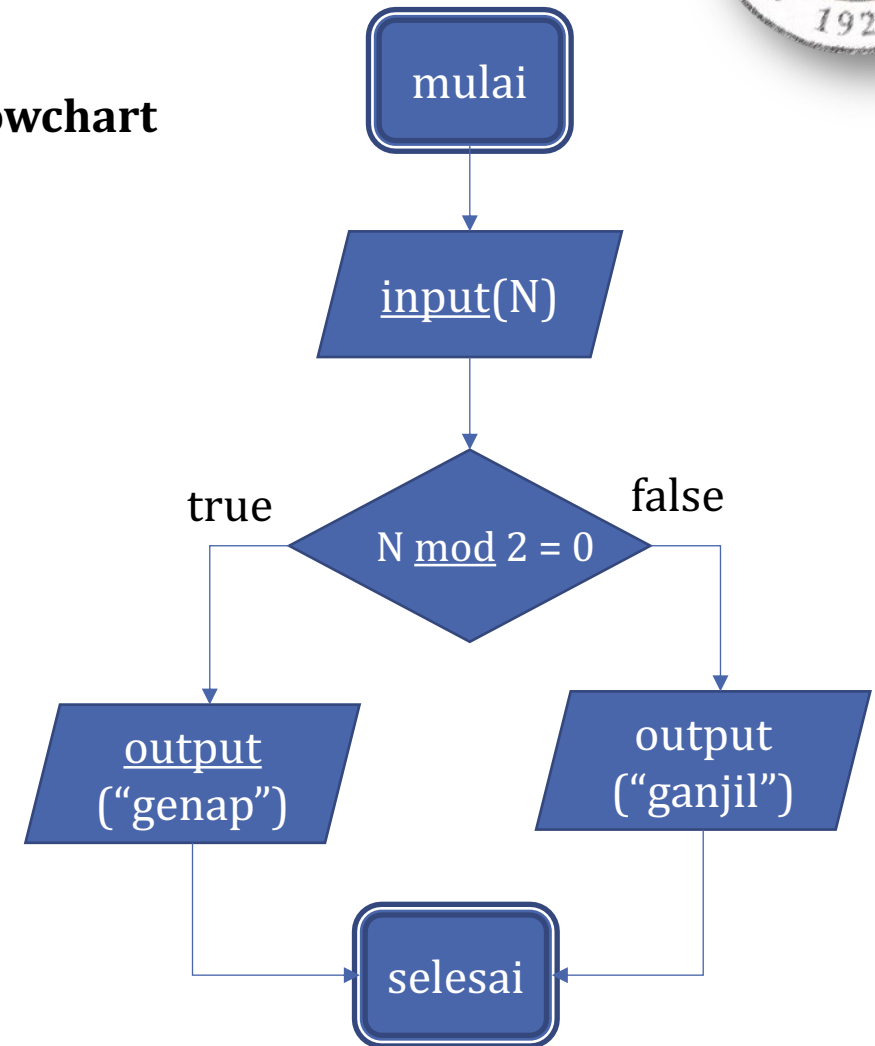 192
owchart
mulai
input(N)
true
false
N mod 2 = 0
output
(“genap”)
output
(“ganjil”)
selesai